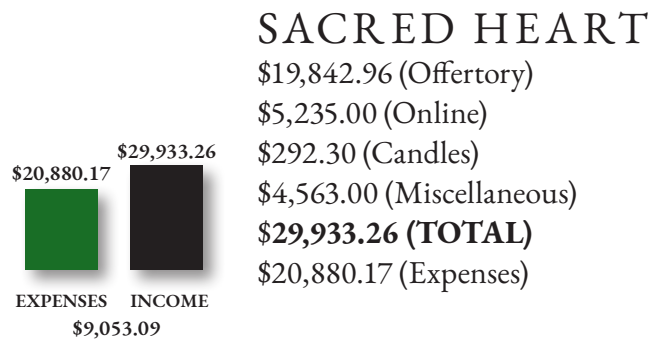 SACRED HEART
$19,842.96 (Offertory)
$5,235.00 (Online)
$292.30 (Candles)
$4,563.00 (Miscellaneous)
$29,933.26 (TOTAL)
$20,880.17 (Expenses)
$29,933.26
$20,880.17
EXPENSES INCOME
$9,053.09